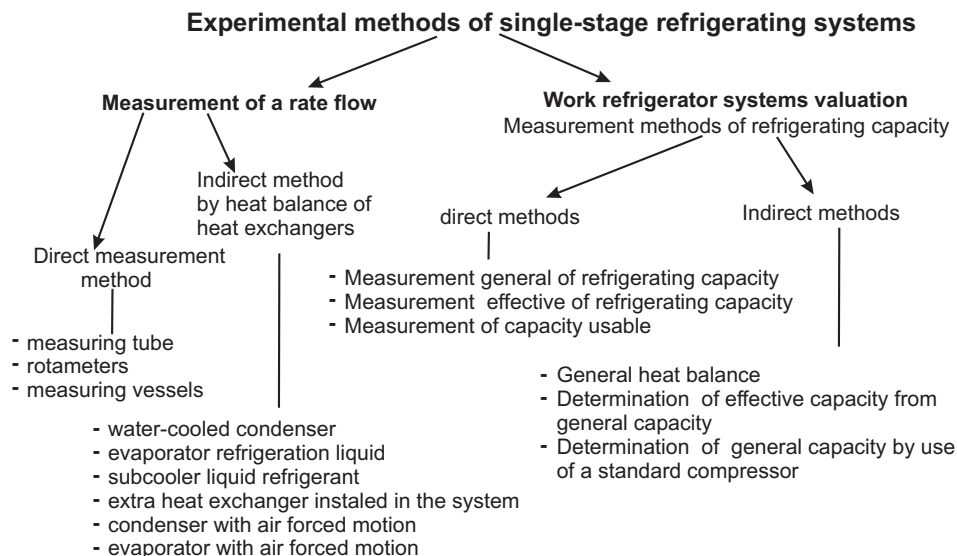 Experimental methods of single-stage refrigerating systems
Measurement of a rate flow
Indirect method
by heat balance of
heat exchangers
Direct measurement
method
- measuring tube
- rotameters
- measuring vessels
- water-cooled condenser
- evaporator refrigeration liquid
- subcooler liquid refrigerant
- extra heat exchanger instaled in the system
- condenser with air forced motion
- evaporator with air forced motion
Work refrigerator systems valuation
Measurement methods of refrigerating capacity
direct methods
- Measurement general of refrigerating capacity
- Measurement effective of refrigerating capacity
- Measurement of capacity usable
Indirect methods
- General heat balance
- Determination of effective capacity from
general capacity
- Determination of general capacity by use
of a standard compressor